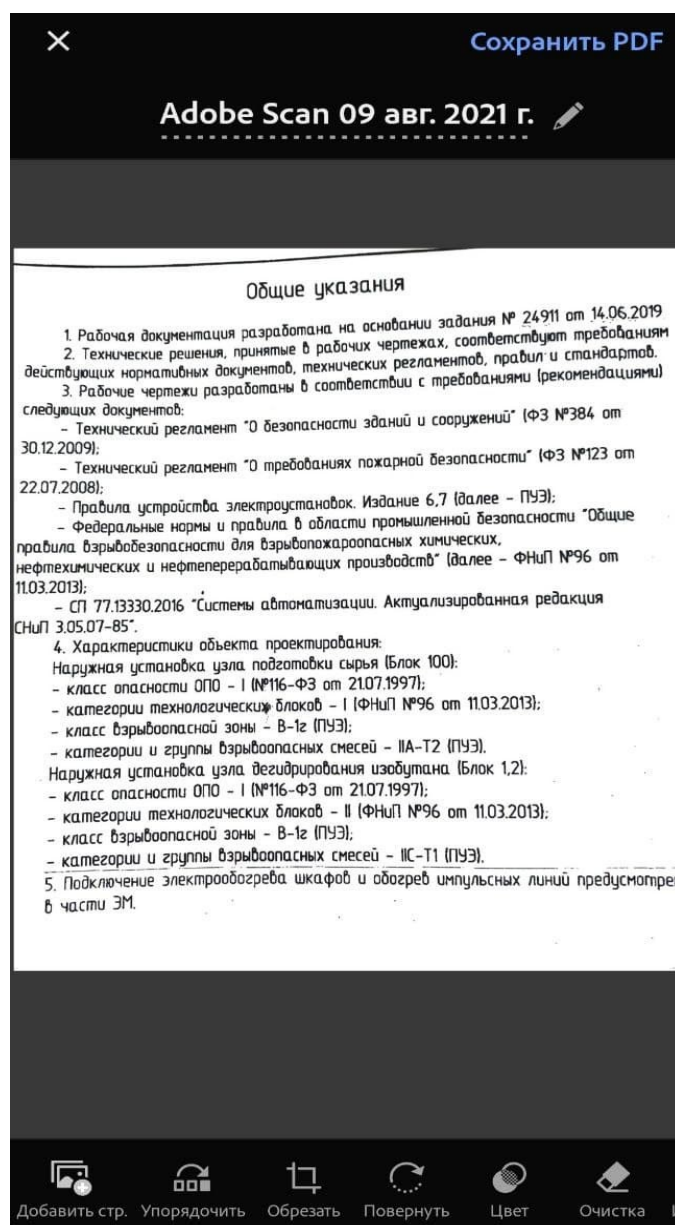 Сохранить PDF
Adobe Scan 09 авг. 2021 г.
Общие указания
1. Рабочая документация разработана на основании задания № 24911 от 14.06.2019
2. Технические решения, принятые в рабочих чертежах, соответствуют требованиям
действующих нормативных документов, технических регламентов, правил и стандартов.
3. Рабочие чертежи разработаны в соответствии с требованиями (рекомендациями)
следующих документов:
– Технический регламент "О безопасности зданий и сооружений" (ФЗ №384 от
30.12.2009);
– Технический регламент "О требованиях пожарной безопасности" (ФЗ №123 от
22.07.2008);
– Правила устройства электроустановок. Издание 6,7 (далее – ПУЭ);
– Федеральные нормы и правила в области промышленной безопасности "Общие
правила взрывобезопасности для взрывопожароопасных химических,
нефтехимических и нефтеперерабатывающих производств" (далее – ФНиП №96 от
11.03.2013);
– СП 77.13330.2016 "Системы автоматизации. Актуализированная редакция
СНиП 3.05.07-85".
4. Характеристики объекта проектирования:
Наружная установка узла подготовки сырья (Блок 100):
– класс опасности ОПО – I (№116-ФЗ от 21.07.1997);
– категории технологических блоков – I (ФНиП №96 от 11.03.2013);
– класс взрывоопасной зоны – В-1г (ПУЭ);
– категории и группы взрывоопасных смесей – IIA-T2 (ПУЭ).
Наружная установка узла дегидрирования изобутана (Блок 1,2):
– класс опасности ОПО – I (№116-ФЗ от 21.07.1997);
– категории технологических блоков – II (ФНиП №96 от 11.03.2013);
– класс взрывоопасной зоны – В-1г (ПУЭ);
– категории и группы взрывоопасных смесей – IIC-T1 (ПУЭ).
5. Подключение электрообогрева шкафов и обогрев импульсных линий предусмотре
в части ЭМ.
Добавить стр. Упорядочить Обрезать Повернуть Цвет Очистка